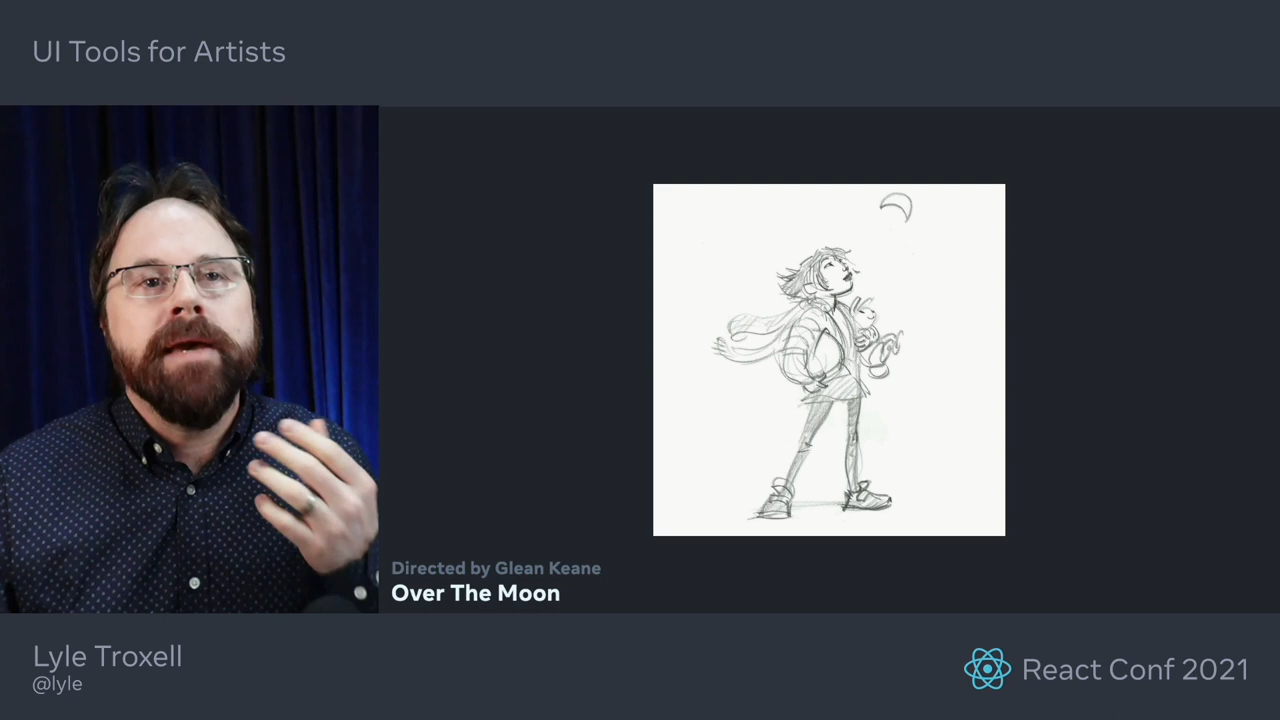 UI Tools for Artists
Directed by Glean Keane
Over The Moon
Lyle Troxell
@lyle
React Conf 2021